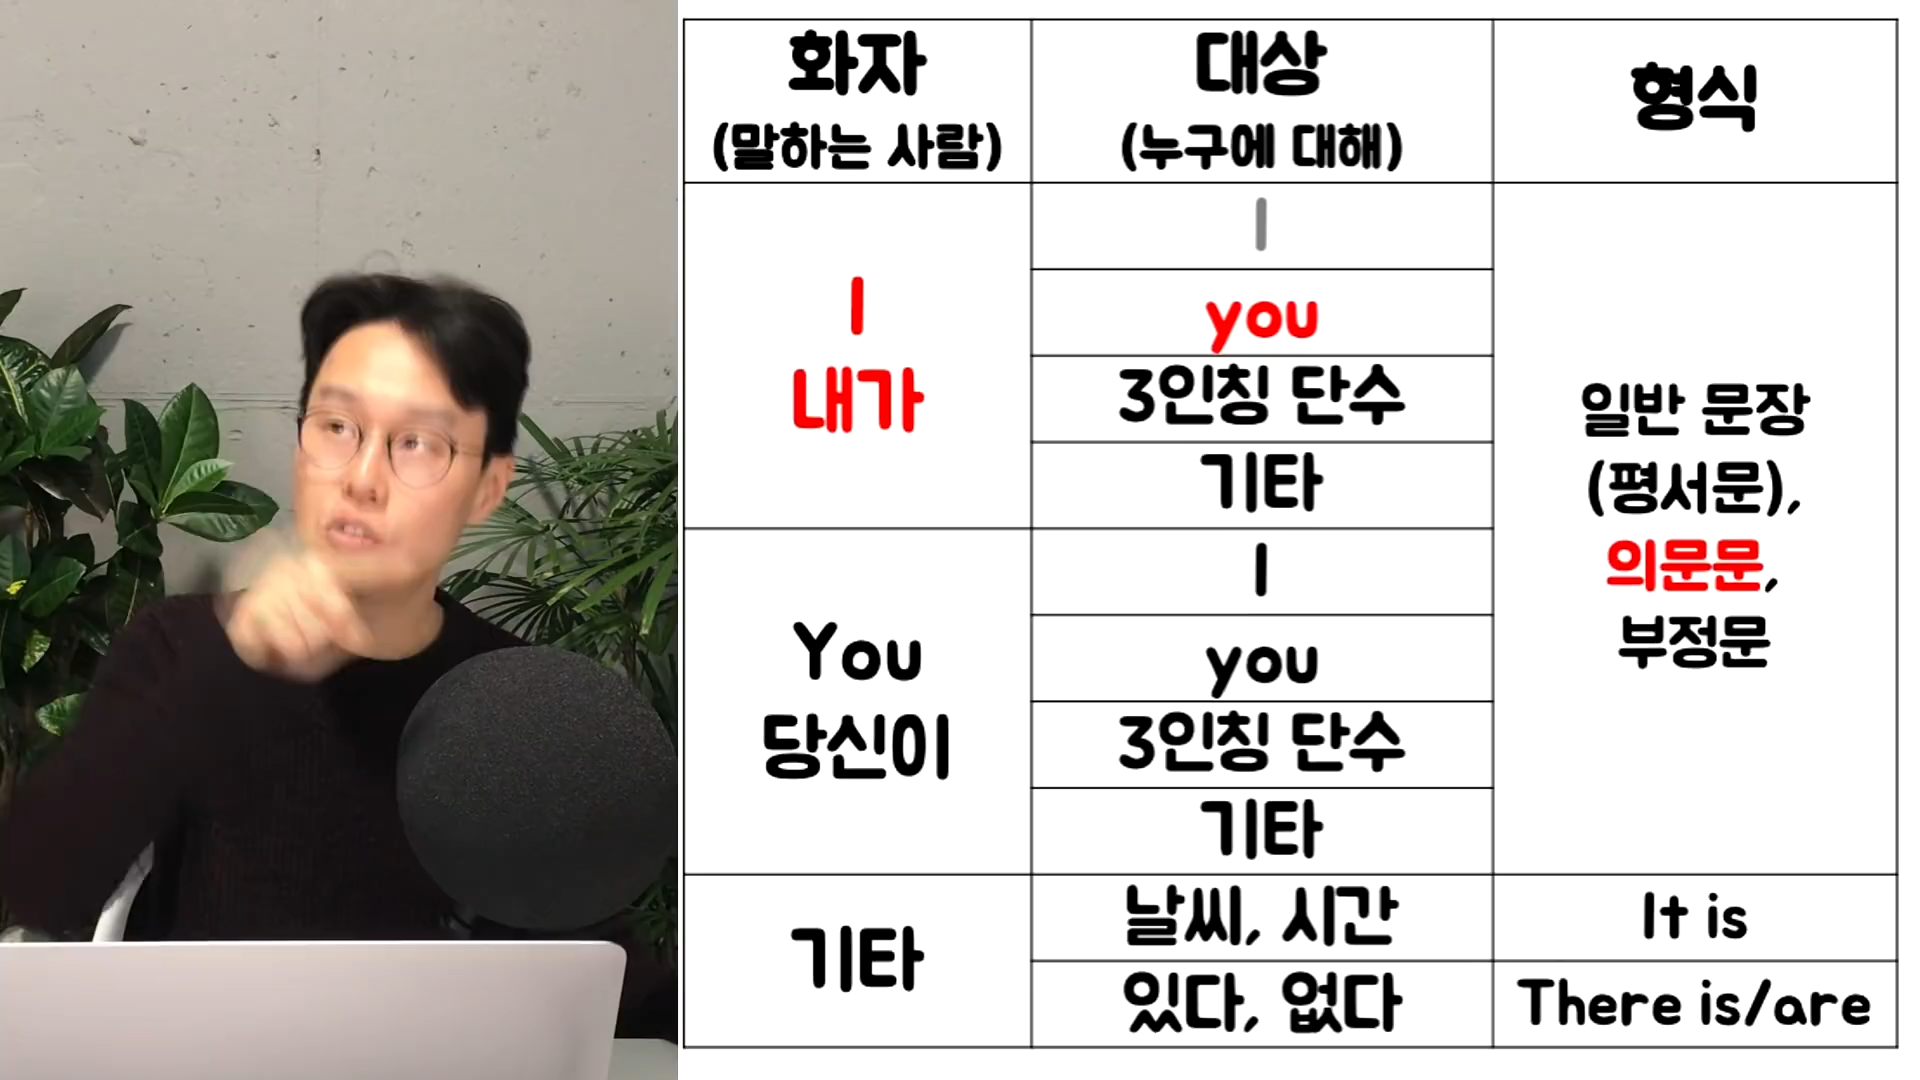 화자
(말하는 사람)
대상
(누구에 대해)
형식
I
내가
I
you
3인칭 단수
기타
일반 문장
(평서문),
의문문,
부정문
You
당신이
I
you
3인칭 단수
기타
기타
날씨, 시간
It is
있다, 없다
There is/are